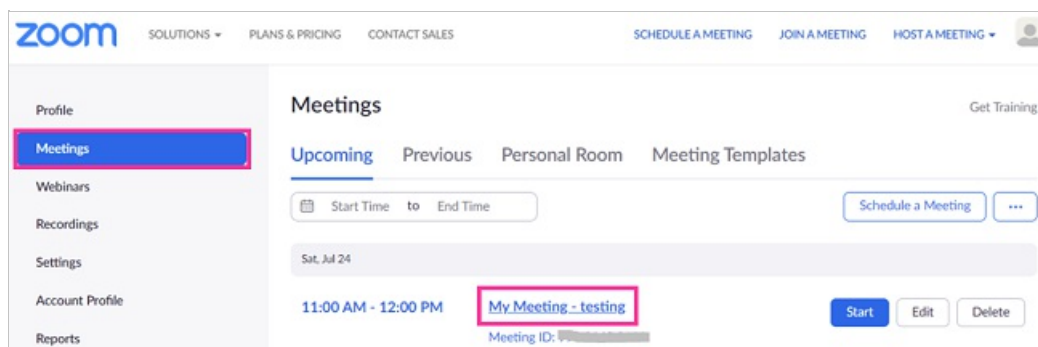 zoom SOLUTIONS PLANS & PRICING CONTACT SALES SCHEDULE A MEETING JOIN A MEETING HOST A MEETING
Profile
Meetings
Webinars
Recordings
Settings
Account Profile
Reports
Meetings
Get Training
Upcoming Previous Personal Room Meeting Templates
Start Time to End Time
Schedule a Meeting ...
Sat, Jul 24
11:00 AM - 12:00 PM My Meeting - testing Start Edit Delete
Meeting ID: